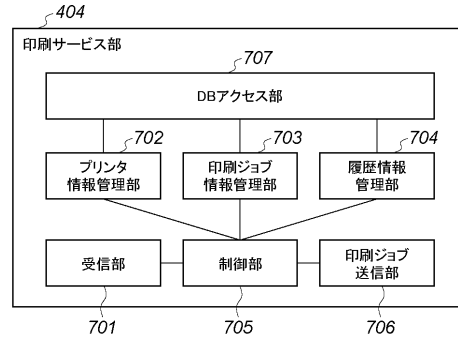 404
印刷サービス部
707
DBアクセス部
702
703
704
プリンタ
情報管理部
印刷ジョブ
情報管理部
履歴情報
管理部
受信部
制御部
印刷ジョブ
送信部
701
705
706